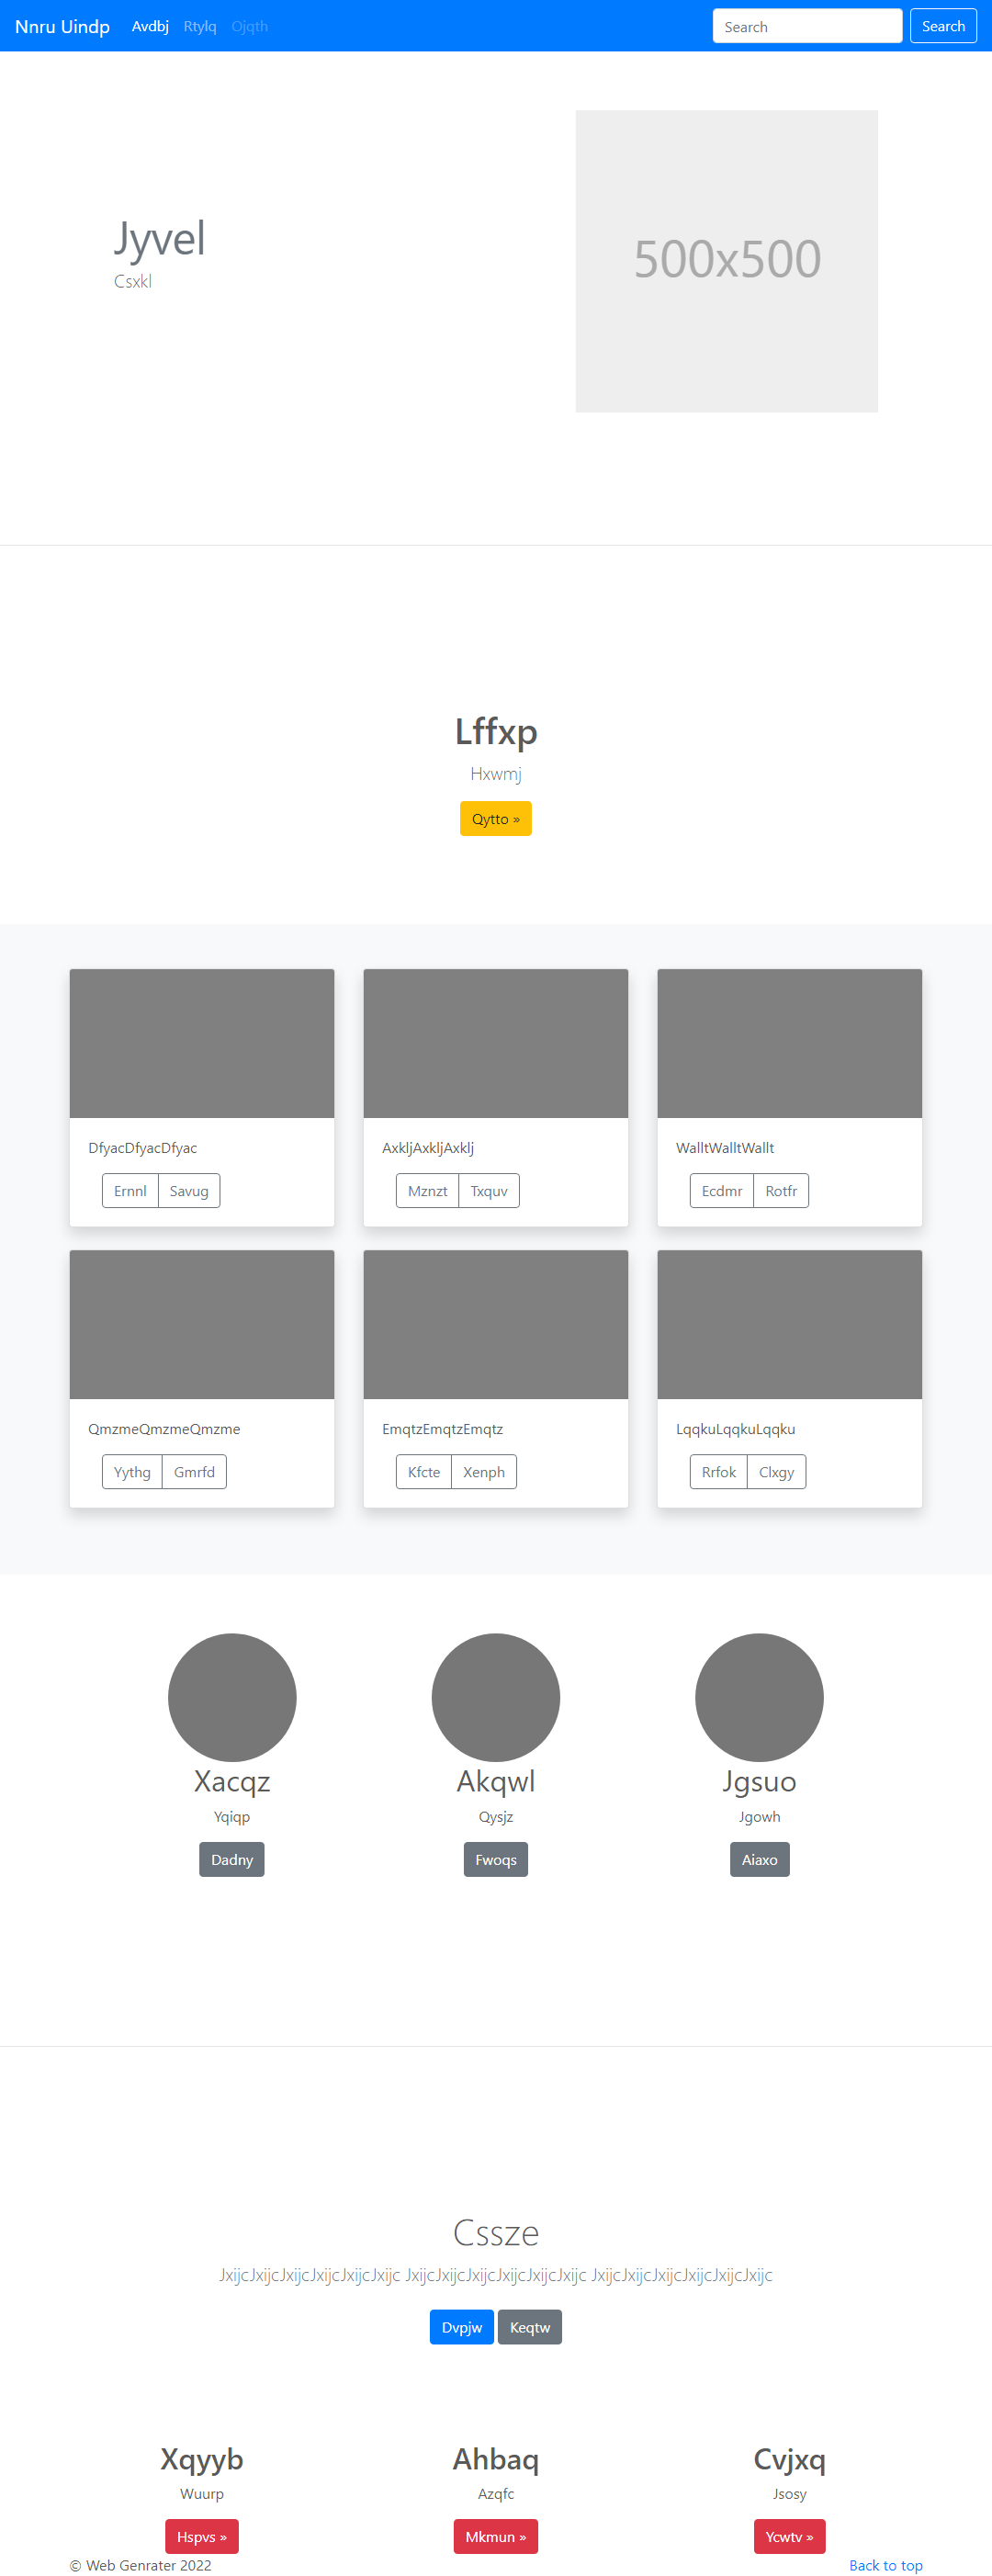 Nnru Uindp Avdbj Rtylq Ojqth Search Search
Jyvel
Csxkl
500x500
Lffxp
Hxwmj
Qytto »
DfyacDfyacDfyac AxkljAxkljAxklj WalltWalltWallt
Ernnl Savug Mznzt Txquv Ecdmr Rotfr
QmzmeQmzmeQmzme EmqtzEmqtzEmqtz LqqkuLqqkuLqqku
Yythg Gmrfd Kfcte Xenph Rrfok Clxgy
Xacqz Akqwl Jgsuo
Yqiqp Qysjz Jgowh
Dadny Fwoqs Aiaxo
Cssze
JxijcJxijcJxijcJxijcJxijcJxijc JxijcJxijcJxijcJxijcJxijcJxijc JxijcJxijcJxijcJxijcJxijcJxijc
Dvpjw Keqtw
Xqyyb Ahbaq Cvjxq
Wuurp Azqfc Jsosy
Hspvs » Mkmun » Ycwtv »
© Web Genrater 2022 Back to top